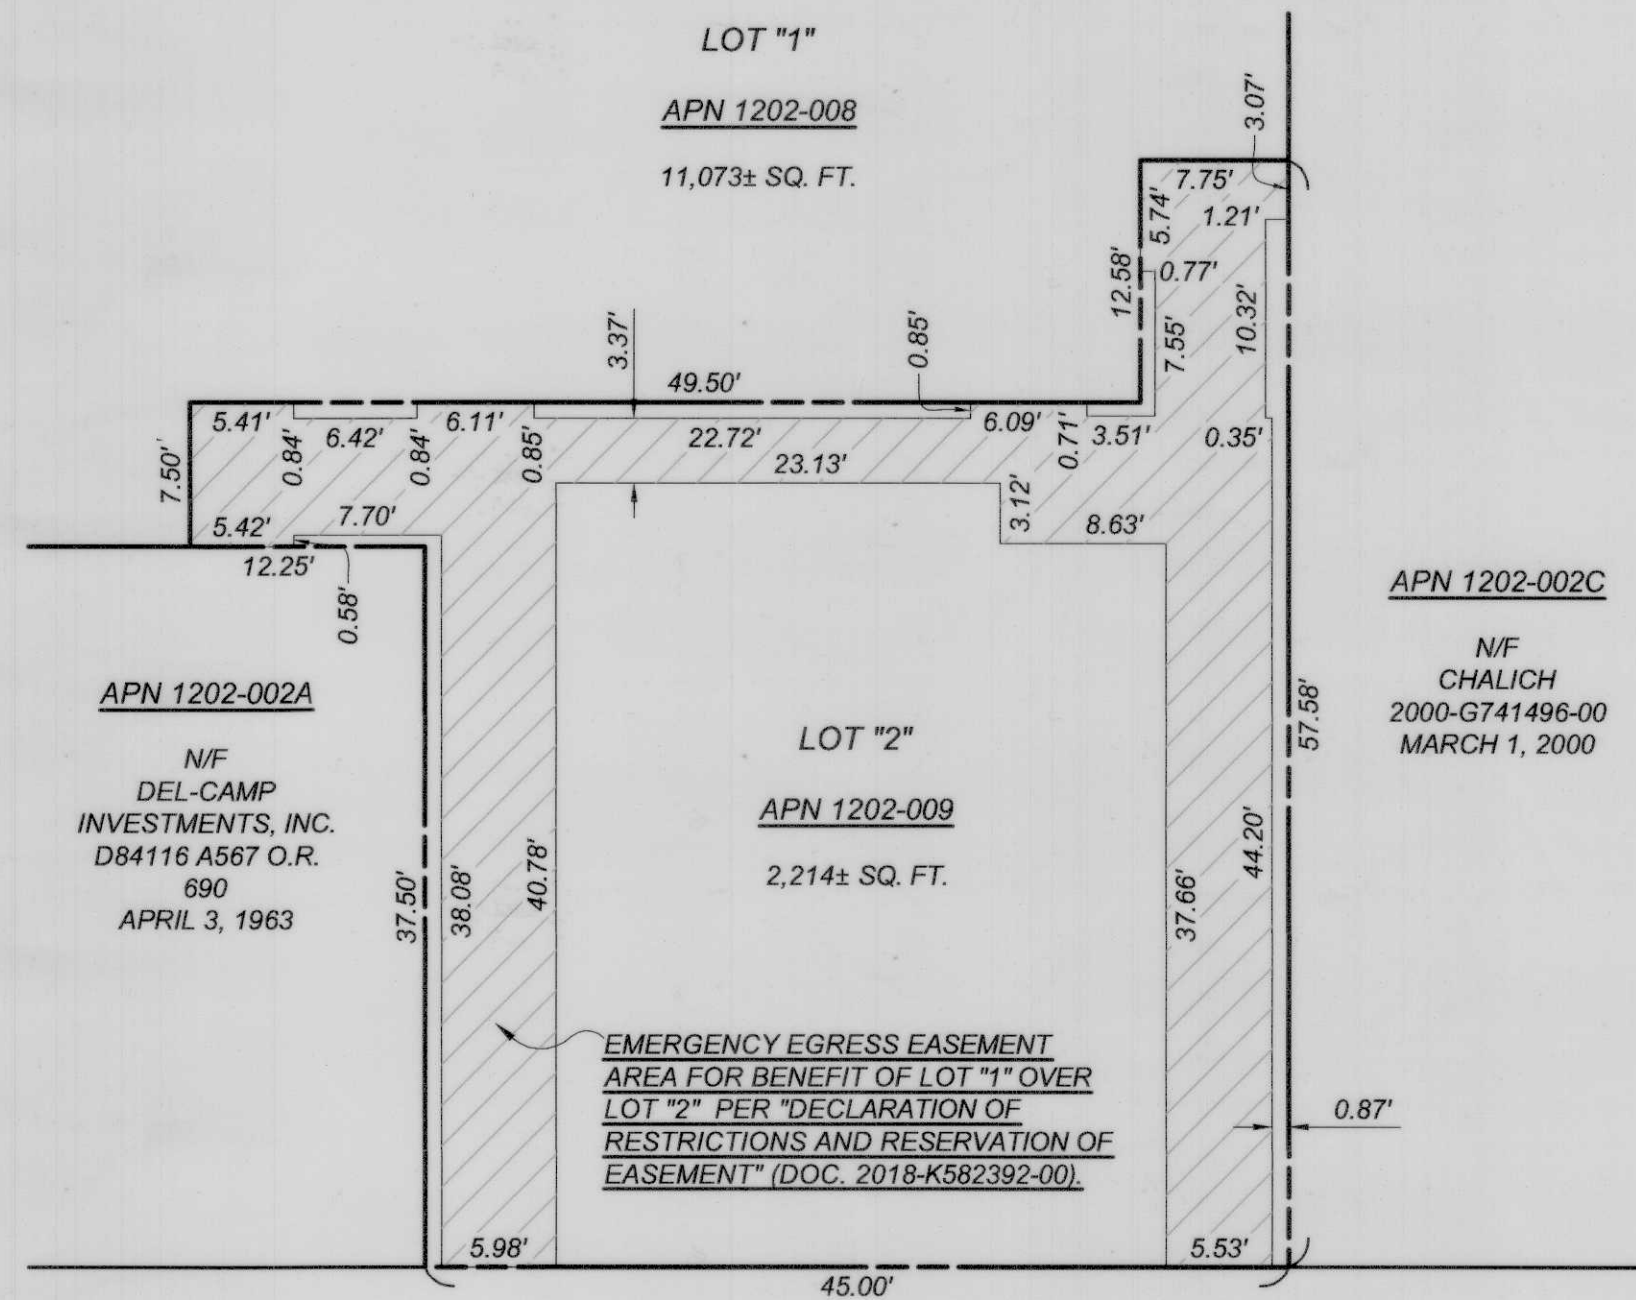 LOT "1"
APN 1202-008
11,073± SQ. FT.
3.07'
7.75'
5.74'
1.21'
12.58'
0.77'
10.32'
7.55'
3.37'
0.85'
49.50'
5.41'
6.42'
6.11'
22.72'
6.09'
3.51'
0.35'
0.84'
0.84'
0.85'
0.71'
7.50'
23.13'
3.12'
5.42'
7.70'
8.63'
12.25'
0.58'
APN 1202-002C
N/F
CHALICH
2000-G741496-00
MARCH 1, 2000
57.58'
APN 1202-002A
N/F
DEL-CAMP
INVESTMENTS, INC.
D84116 A567 O.R.
690
APRIL 3, 1963
LOT "2"
APN 1202-009
2,214± SQ. FT.
37.50'
38.08'
40.78'
37.66'
44.20'
EMERGENCY EGRESS EASEMENT
AREA FOR BENEFIT OF LOT "1" OVER
LOT "2" PER "DECLARATION OF
RESTRICTIONS AND RESERVATION OF
EASEMENT" (DOC. 2018-K582392-00).
0.87'
5.98'
5.53'
45.00'